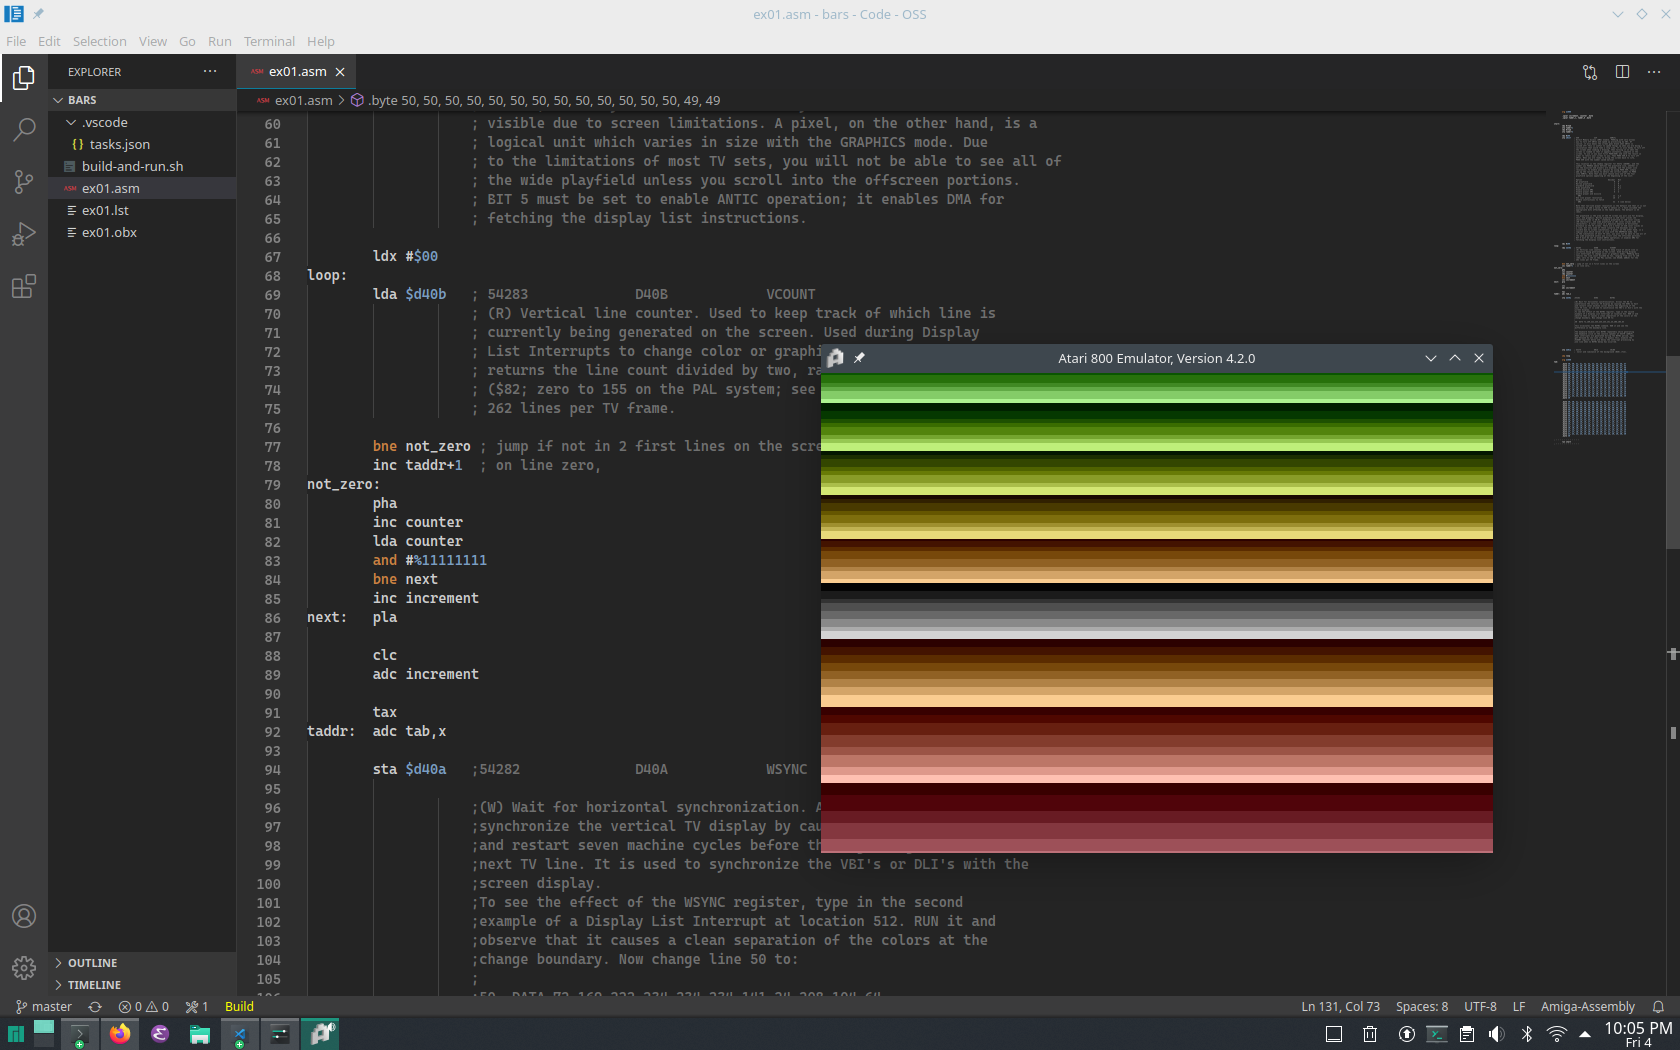 ex01.asm - bars - Code - OSS
File Edit Selection View Go Run Terminal Help
EXPLORER ···
ASM ex01.asm ×
BARS
.vscode
{} tasks.json
build-and-run.sh
ASM ex01.asm
ex01.lst
ex01.obx
ASM ex01.asm > .byte 50, 50, 50, 50, 50, 50, 50, 50, 50, 50, 50, 50, 50, 49, 49
60 ; visible due to screen limitations. A pixel, on the other hand, is a
61 ; logical unit which varies in size with the GRAPHICS mode. Due
62 ; to the limitations of most TV sets, you will not be able to see all of
63 ; the wide playfield unless you scroll into the offscreen portions.
64 ; BIT 5 must be set to enable ANTIC operation; it enables DMA for
65 ; fetching the display list instructions.
66
67 ldx #$00
68 loop:
69 lda $d40b ; 54283 D40B VCOUNT
70 ; (R) Vertical line counter. Used to keep track of which line is
71 ; currently being generated on the screen. Used during Display
72 ; List Interrupts to change color or graphi
73 ; returns the line count divided by two, ra
74 ; ($82; zero to 155 on the PAL system; see
75 ; 262 lines per TV frame.
76
77 bne not_zero ; jump if not in 2 first lines on the scre
78 inc taddr+1 ; on line zero,
79 not_zero:
80 pha
81 inc counter
82 lda counter
83 and #%11111111
84 bne next
85 inc increment
86 next: pla
87
88 clc
89 adc increment
90
91 tax
92 taddr: adc tab,x
93
94 sta $d40a ;54282 D40A WSYNC
95
96 ;(W) Wait for horizontal synchronization. A
97 ;synchronize the vertical TV display by cau
98 ;and restart seven machine cycles before th
99 ;next TV line. It is used to synchronize the VBI's or DLI's with the
100 ;screen display.
101 ;To see the effect of the WSYNC register, type in the second
102 ;example of a Display List Interrupt at location 512. RUN it and
103 ;observe that it causes a clean separation of the colors at the
104 ;change boundary. Now change line 50 to:
105 ;
Atari 800 Emulator, Version 4.2.0
OUTLINE
TIMELINE
master 0 0 1 Build
Ln 131, Col 73 Spaces: 8 UTF-8 LF Amiga-Assembly
10:05 PM
Fri 4